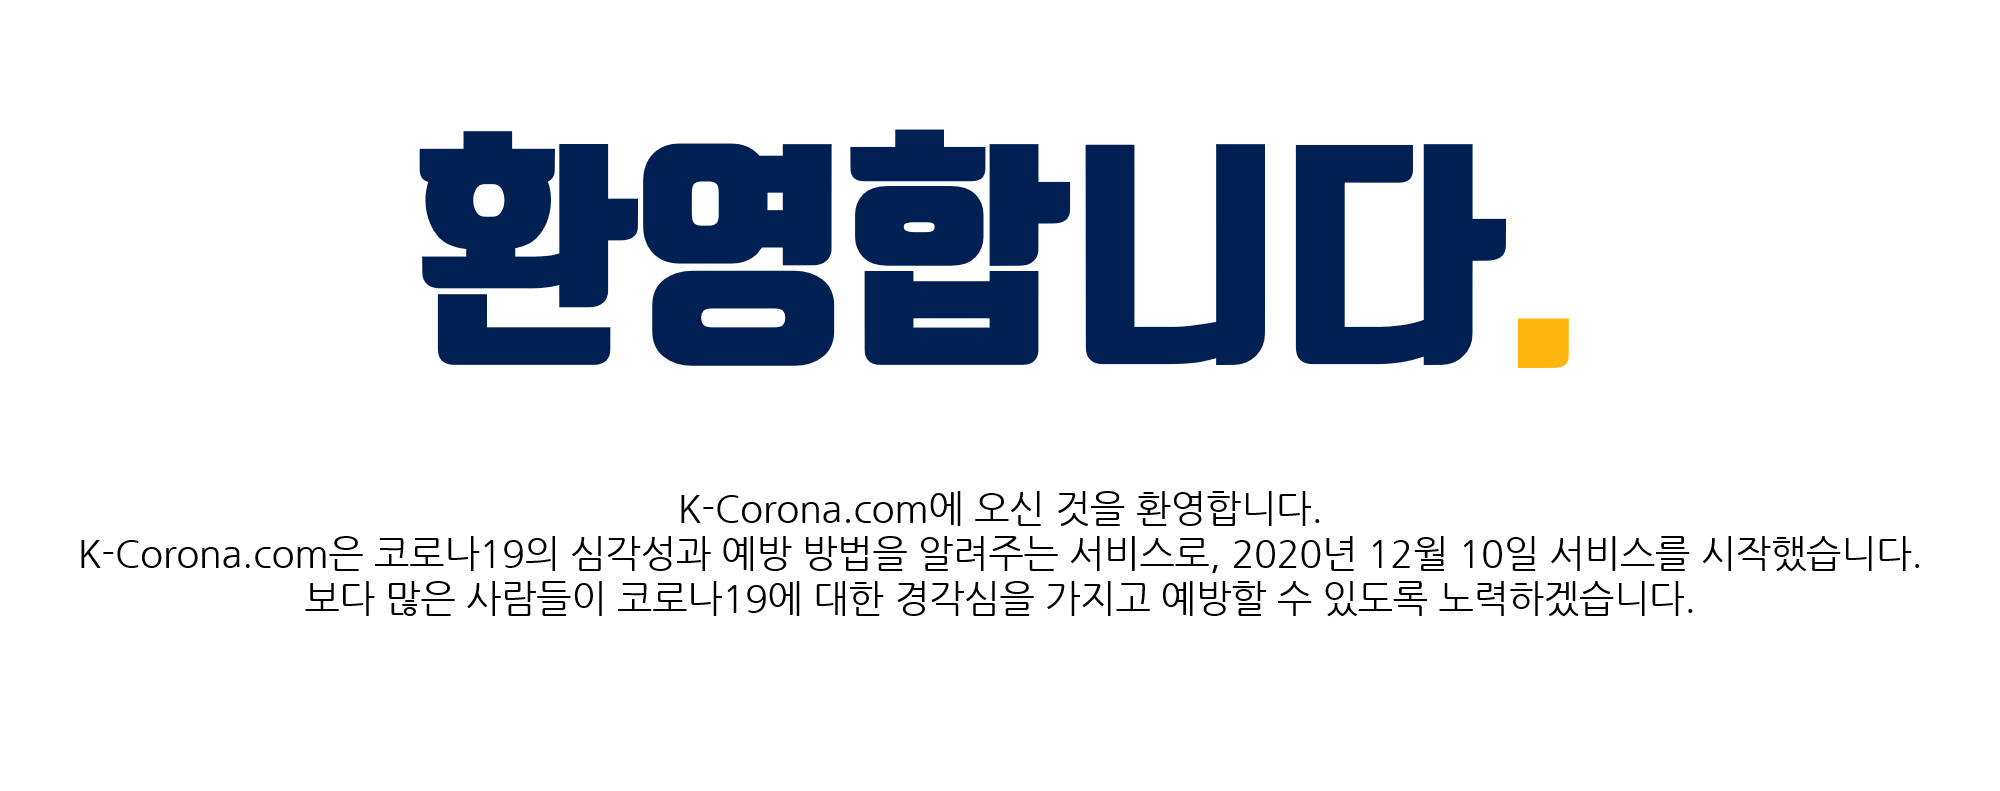 환영합니다.
K-Corona.com에 오신 것을 환영합니다.
K-Corona.com은 코로나19의 심각성과 예방 방법을 알려주는 서비스로, 2020년 12월 10일 서비스를 시작했습니다.
보다 많은 사람들이 코로나19에 대한 경각심을 가지고 예방할 수 있도록 노력하겠습니다.